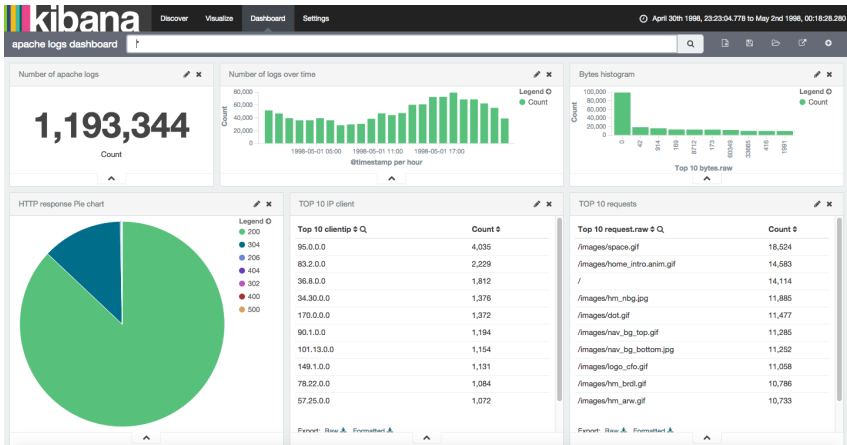 kibana Discover Visualize Dashboard Settings April 30th 1998, 23:23:04.778 to May 2nd 1998, 00:18:28.280
apache logs dashboard
Number of apache logs
1,193,344
Count
Number of logs over time
Legend
Count
Count
80,000
60,000
40,000
20,000
0
1998-05-01 05:00 1998-05-01 11:00 1998-05-01 17:00
@timestamp per hour
Bytes histogram
Legend
Count
Count
100,000
80,000
60,000
40,000
20,000
0
0 42 914 169 8712 173 60349 33665 416 1991
Top 10 bytes.raw
HTTP response Pie chart
Legend
200
304
206
404
302
400
500
TOP 10 IP client
Top 10 clientip Count
95.0.0.0 4,035
83.2.0.0 2,229
36.8.0.0 1,812
34.30.0.0 1,376
170.0.0.0 1,372
90.1.0.0 1,194
101.13.0.0 1,154
149.1.0.0 1,131
78.22.0.0 1,084
57.25.0.0 1,072
Export: Raw Formatted
TOP 10 requests
Top 10 request.raw Count
/images/space.gif 18,524
/images/home_intro.anim.gif 14,583
/ 14,114
/images/hm_nbg.jpg 11,885
/images/dot.gif 11,477
/images/nav_bg_top.gif 11,285
/images/nav_bg_bottom.jpg 11,252
/images/logo_cfo.gif 11,058
/images/hm_brdl.gif 10,786
/images/hm_arw.gif 10,733
Export: Raw Formatted